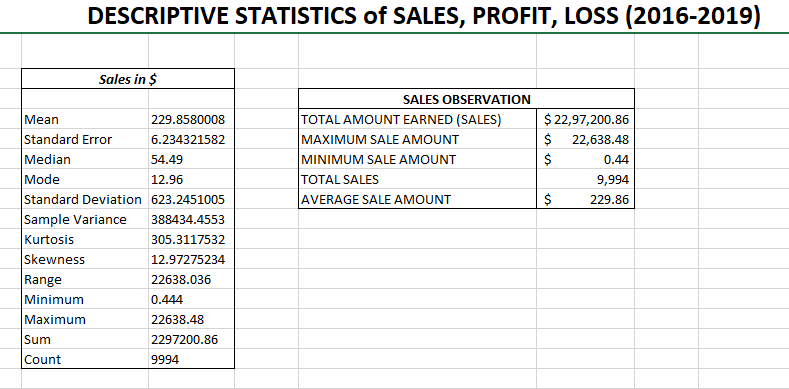 DESCRIPTIVE STATISTICS of SALES, PROFIT, LOSS (2016-2019)
Sales in $
Mean 229.8580008
Standard Error 6.234321582
Median 54.49
Mode 12.96
Standard Deviation 623.2451005
Sample Variance 388434.4553
Kurtosis 305.3117532
Skewness 12.97275234
Range 22638.036
Minimum 0.444
Maximum 22638.48
Sum 2297200.86
Count 9994
SALES OBSERVATION
TOTAL AMOUNT EARNED (SALES) $ 22,97,200.86
MAXIMUM SALE AMOUNT $ 22,638.48
MINIMUM SALE AMOUNT $ 0.44
TOTAL SALES 9,994
AVERAGE SALE AMOUNT $ 229.86